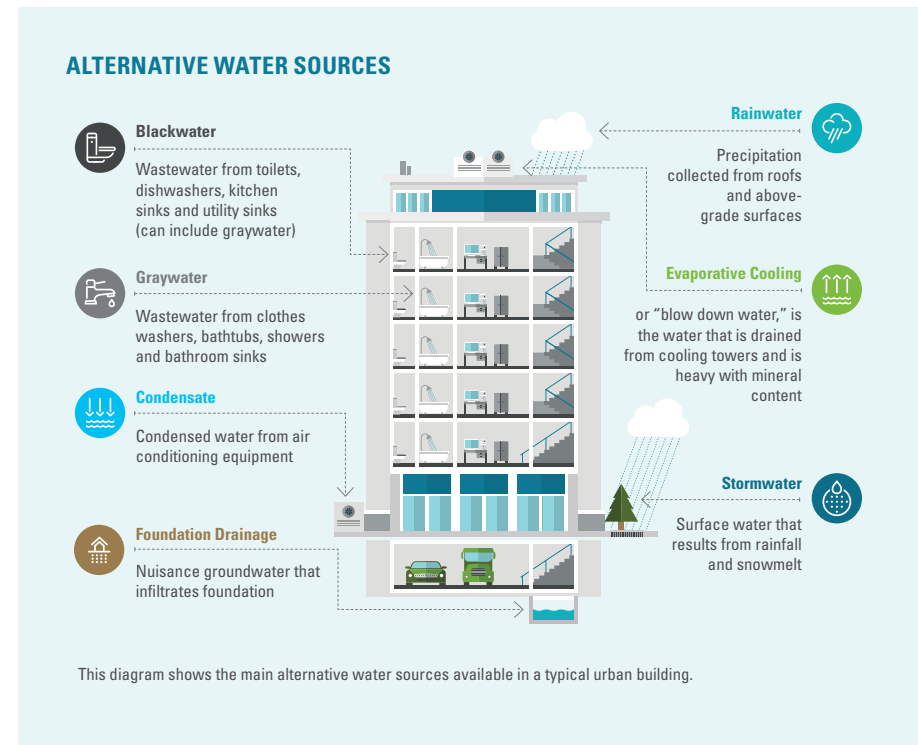 ALTERNATIVE WATER SOURCES
Blackwater
Wastewater from toilets,
dishwashers, kitchen
sinks and utility sinks
(can include graywater)
Graywater
Wastewater from clothes
washers, bathtubs, showers
and bathroom sinks
Condensate
Condensed water from air
conditioning equipment
Foundation Drainage
Nuisance groundwater that
infiltrates foundation
Rainwater
Precipitation
collected from roofs
and above-
grade surfaces
Evaporative Cooling
or “blow down water,” is
the water that is drained
from cooling towers and is
heavy with mineral
content
Stormwater
Surface water that
results from rainfall
and snowmelt
This diagram shows the main alternative water sources available in a typical urban building.